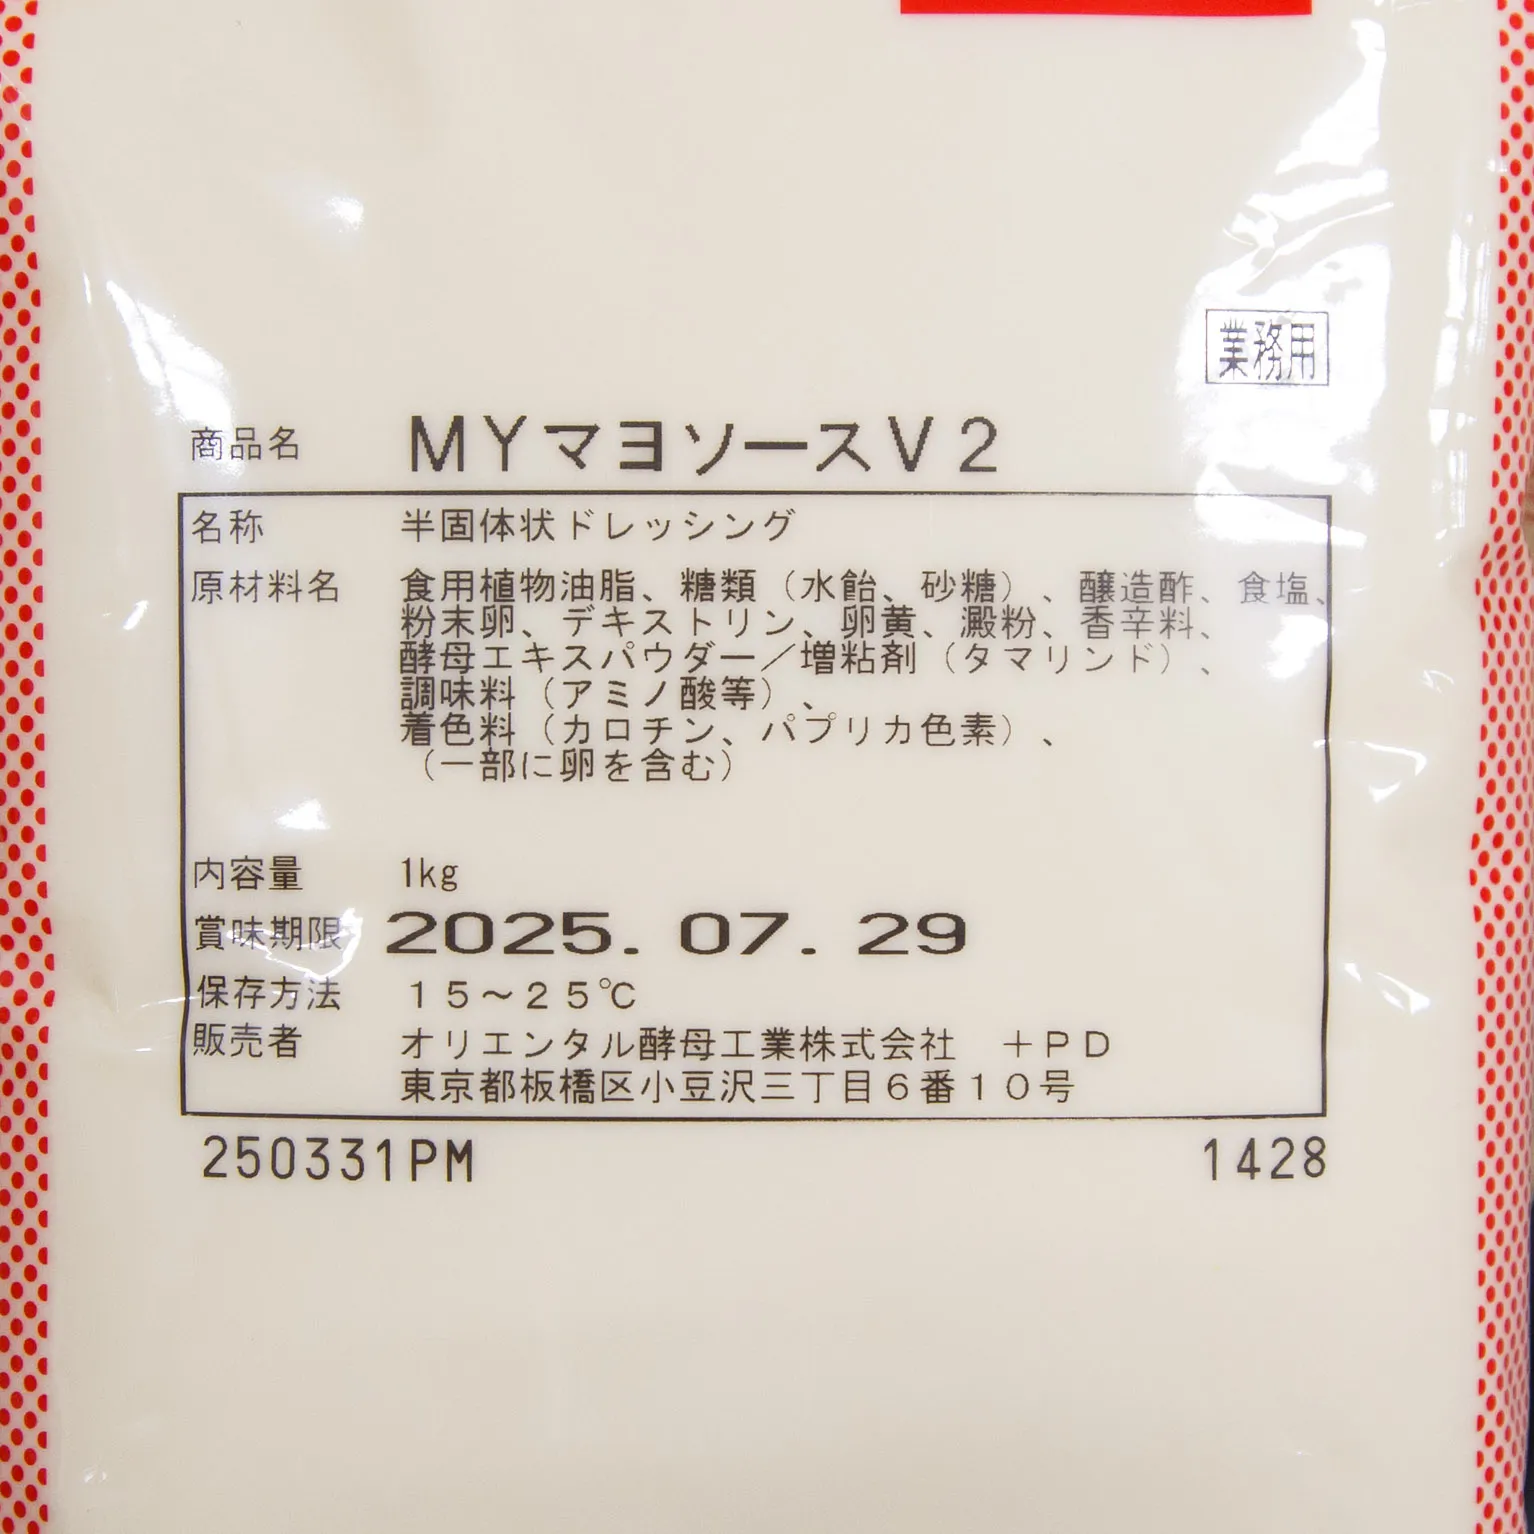 業務用
商品名 ＭＹマヨソースＶ２
名称 半固体状ドレッシング
原材料名 食用植物油脂、糖類（水飴、砂糖）、醸造酢、食塩、
粉末卵、デキストリン、卵黄、澱粉、香辛料、
酵母エキスパウダー／増粘剤（タマリンド）、
調味料（アミノ酸等）、
着色料（カロチン、パプリカ色素）、
（一部に卵を含む）
内容量 1kg
賞味期限 2025.07.29
保存方法 １５～２５℃
販売者 オリエンタル酵母工業株式会社 ＋ＰＤ
東京都板橋区小豆沢三丁目６番１０号
250331PM 1428